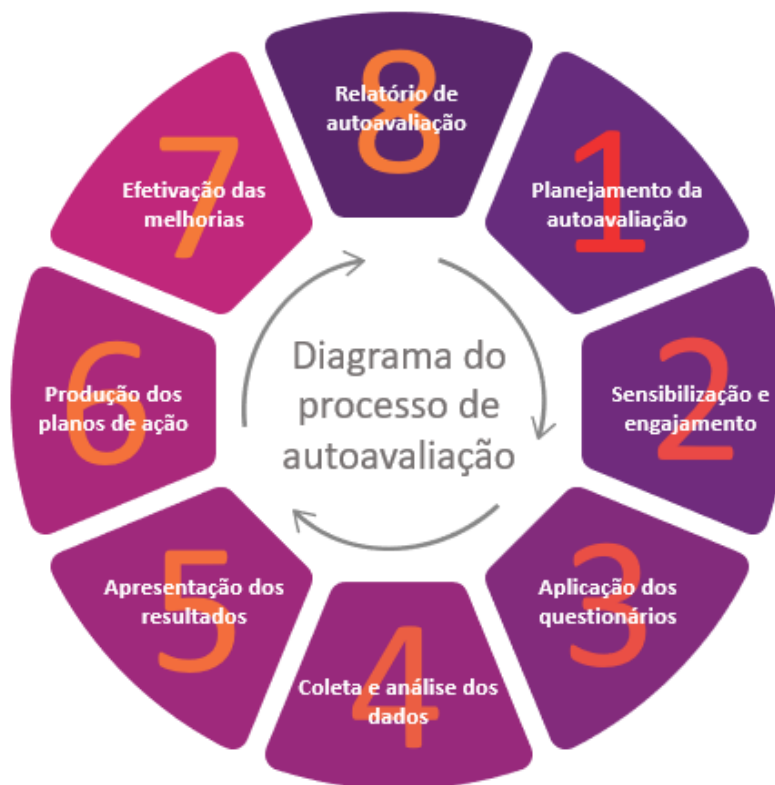 8
Relatório de
autoavaliação
1
Planejamento da
autoavaliação
2
Sensibilização e
engajamento
3
Aplicação dos
questionários
4
Coleta e análise dos
dados
5
Apresentação dos
resultados
6
Produção dos
planos de ação
7
Efetivação das
melhorias
Diagrama do
processo de
autoavaliação